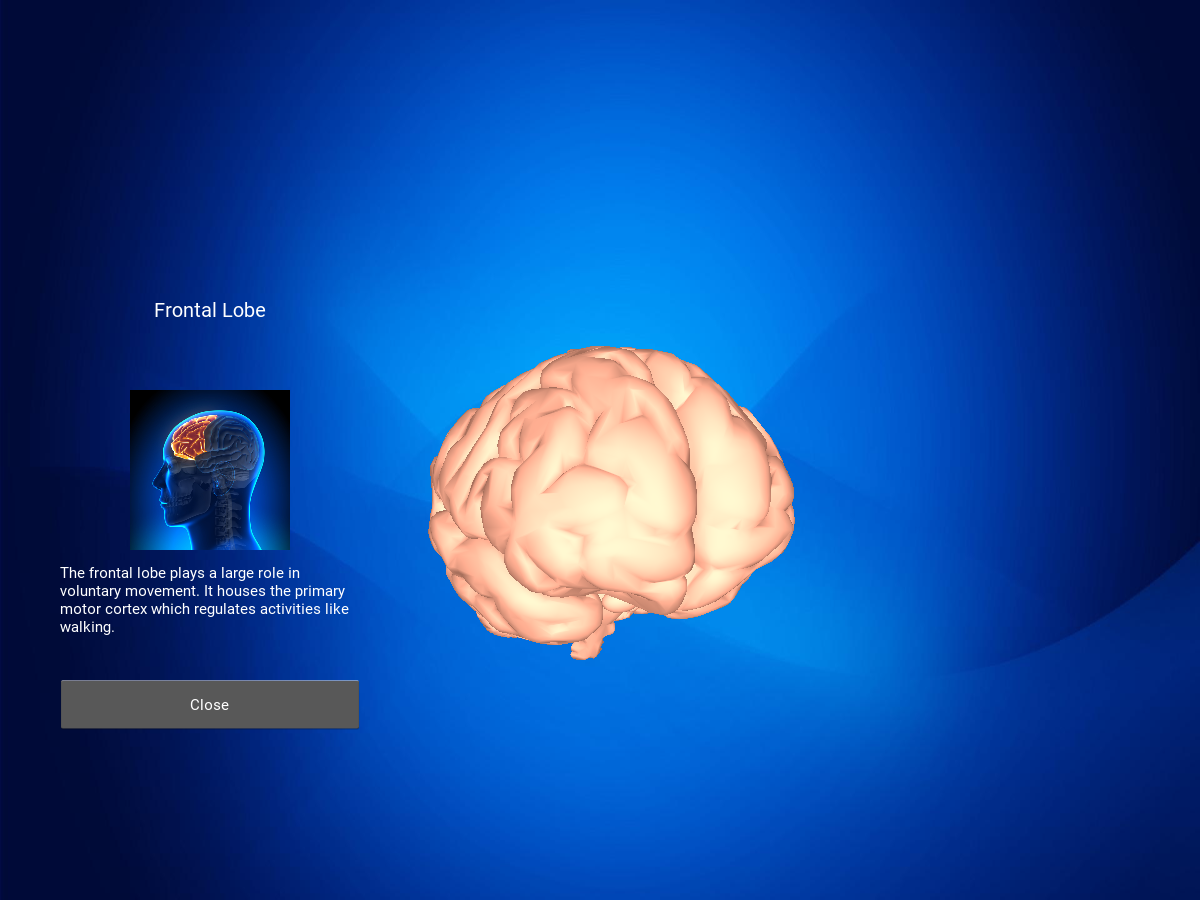 Frontal Lobe
The frontal lobe plays a large role in
voluntary movement. It houses the primary
motor cortex which regulates activities like
walking.
Close